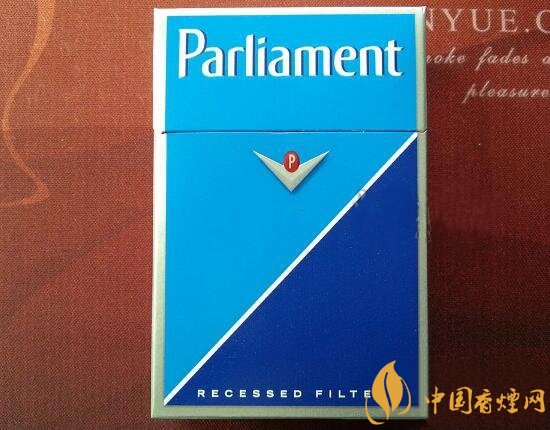 NYUE.C
Parliament
oke fades a
pleasure
P
RECESSED FILTE
中国香烟网